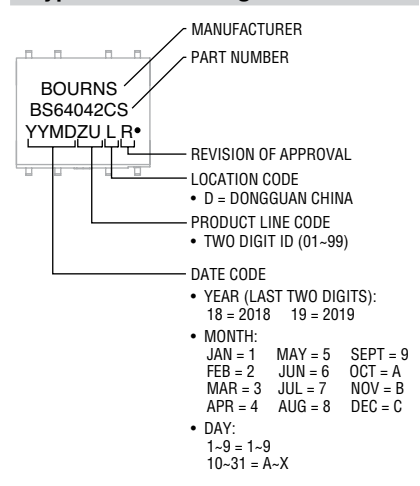 MANUFACTURER
PART NUMBER
BOURNS
BS64042CS
YYMDZU L R•
REVISION OF APPROVAL
LOCATION CODE
• D = DONGGUAN CHINA
PRODUCT LINE CODE
• TWO DIGIT ID (01~99)
DATE CODE
• YEAR (LAST TWO DIGITS):
18 = 2018 19 = 2019
• MONTH:
JAN = 1 MAY = 5 SEPT = 9
FEB = 2 JUN = 6 OCT = A
MAR = 3 JUL = 7 NOV = B
APR = 4 AUG = 8 DEC = C
• DAY:
1~9 = 1~9
10~31 = A~X